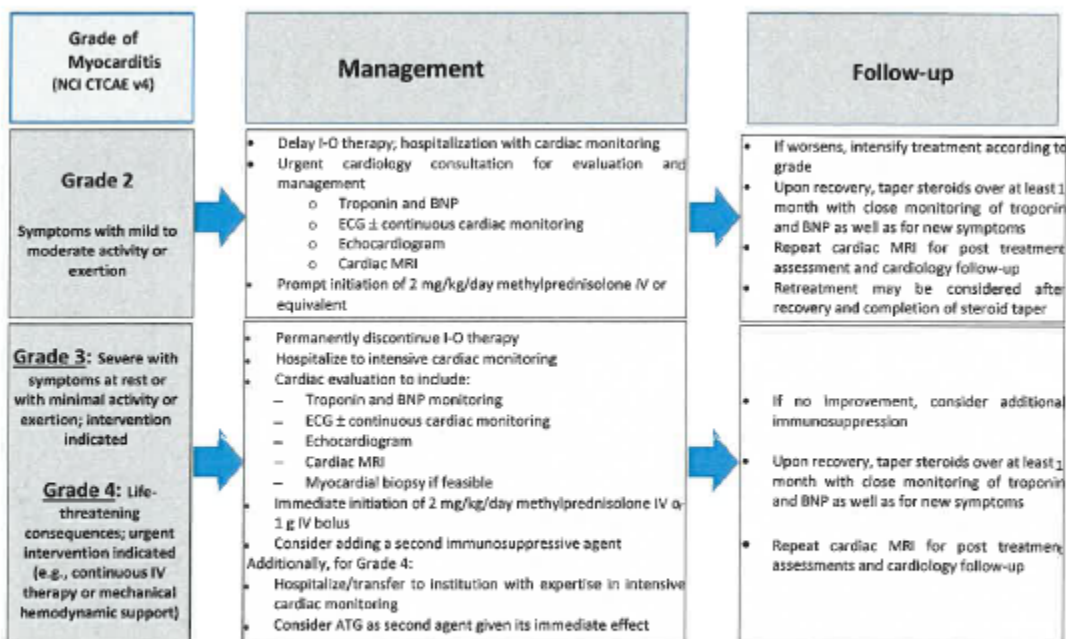 Grade of
Myocarditis
(NCI CTCAE v4)
Management
Follow-up
Grade 2
Symptoms with mild to
moderate activity or
exertion
• Delay I-O therapy; hospitalization with cardiac monitoring
• Urgent cardiology consultation for evaluation and
management
o Troponin and BNP
o ECG ± continuous cardiac monitoring
o Echocardiogram
o Cardiac MRI
• Prompt initiation of 2 mg/kg/day methylprednisolone IV or
equivalent
• If worsens, intensify treatment according to
grade
• Upon recovery, taper steroids over at least 1
month with close monitoring of troponin
and BNP as well as for new symptoms
• Repeat cardiac MRI for post treatment
assessment and cardiology follow-up
• Retreatment may be considered after
recovery and completion of steroid taper
Grade 3: Severe with
symptoms at rest or
with minimal activity or
exertion; intervention
indicated
Grade 4: Life-
threatening
consequences; urgent
intervention indicated
(e.g., continuous IV
therapy or mechanical
hemodynamic support)
• Permanently discontinue I-O therapy
• Hospitalize to intensive cardiac monitoring
• Cardiac evaluation to include:
– Troponin and BNP monitoring
– ECG ± continuous cardiac monitoring
– Echocardiogram
– Cardiac MRI
– Myocardial biopsy if feasible
• Immediate initiation of 2 mg/kg/day methylprednisolone IV or
1 g IV bolus
• Consider adding a second immunosuppressive agent
Additionally, for Grade 4:
• Hospitalize/transfer to institution with expertise in intensive
cardiac monitoring
• Consider ATG as second agent given its immediate effect
• If no improvement, consider additional
immunosuppression
• Upon recovery, taper steroids over at least 1
month with close monitoring of troponin
and BNP as well as for new symptoms
• Repeat cardiac MRI for post treatment
assessments and cardiology follow-up